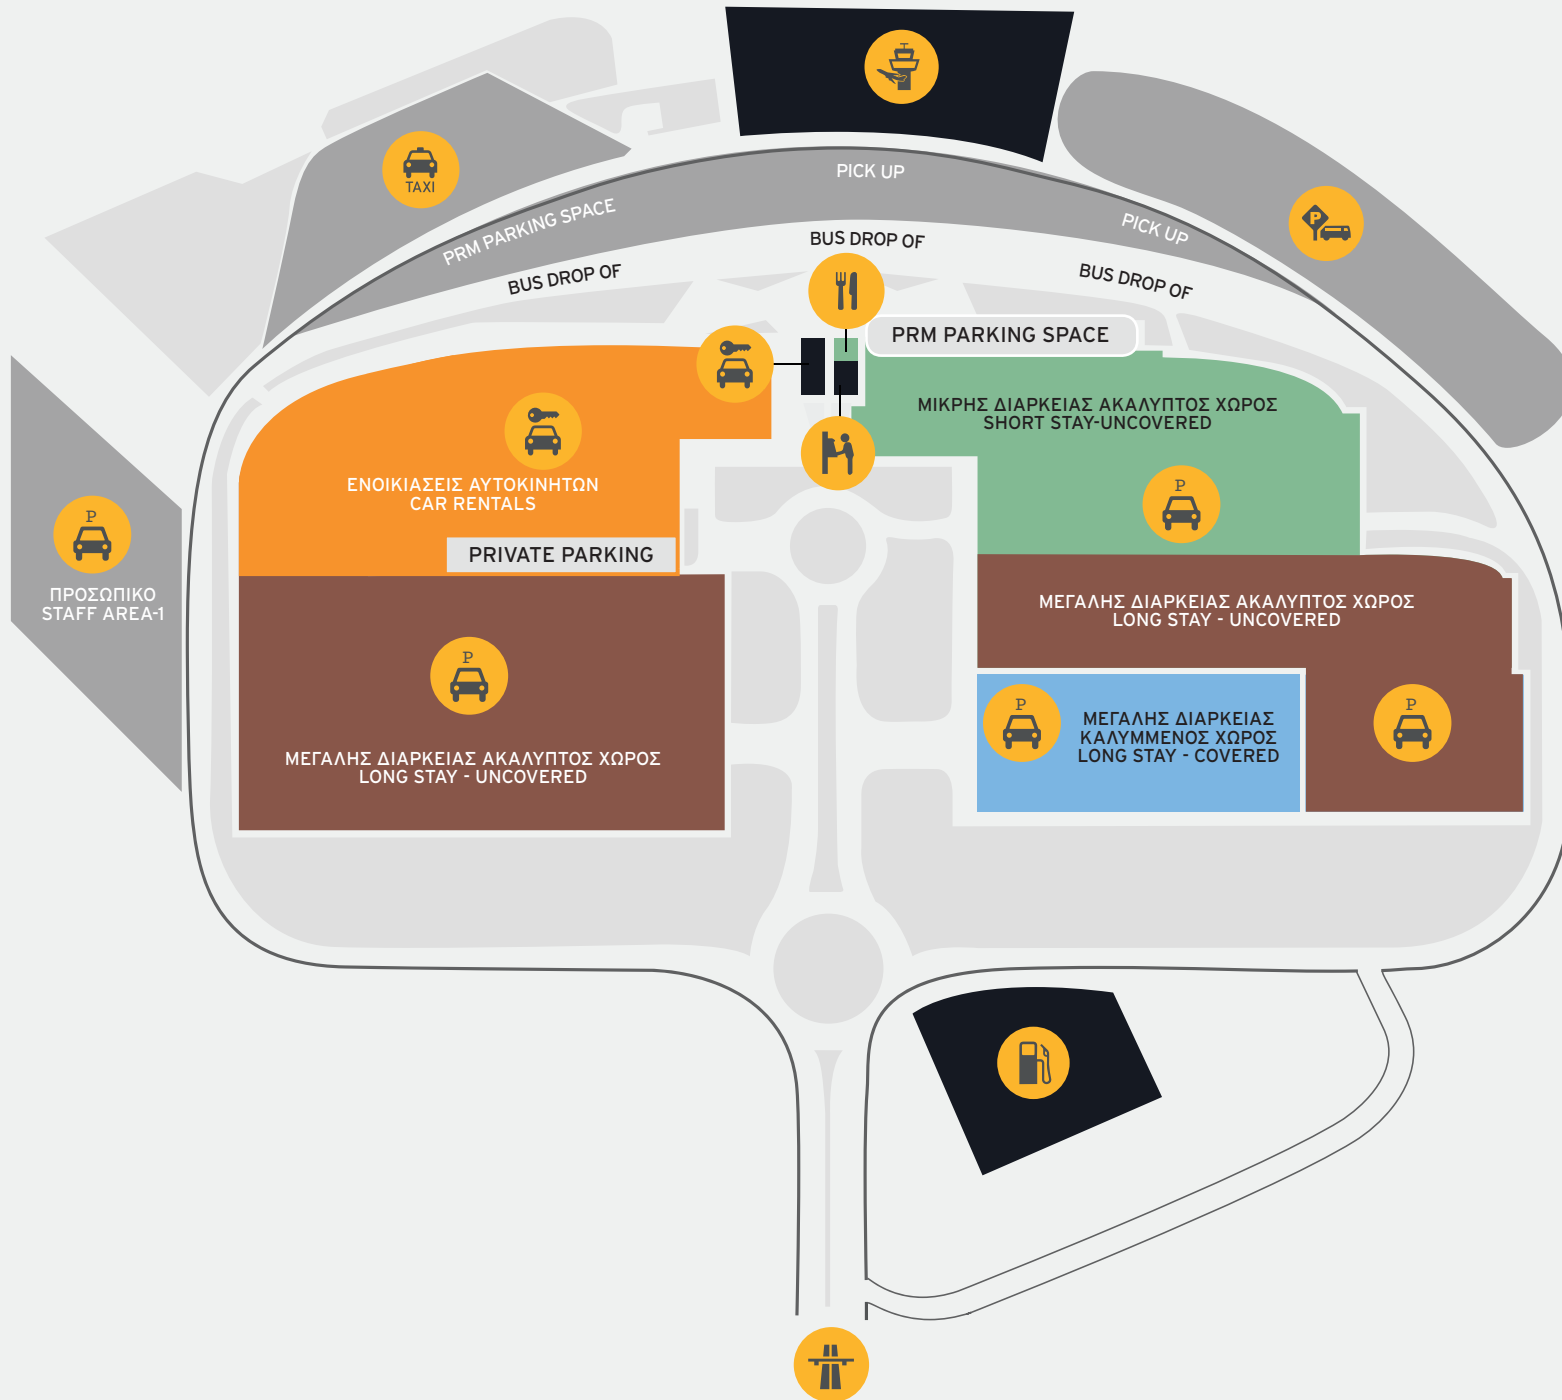 PICK UP
TAXI
PRM PARKING SPACE
PICK UP
P
BUS DROP OF
BUS DROP OF
BUS DROP OF
PRM PARKING SPACE
ΜΙΚΡΗΣ ΔΙΑΡΚΕΙΑΣ ΑΚΑΛΥΠΤΟΣ ΧΩΡΟΣ
SHORT STAY-UNCOVERED
P
ΕΝΟΙΚΙΑΣΕΙΣ ΑΥΤΟΚΙΝΗΤΩΝ
CAR RENTALS
PRIVATE PARKING
P
ΠΡΟΣΩΠΙΚΟ
STAFF AREA-1
ΜΕΓΑΛΗΣ ΔΙΑΡΚΕΙΑΣ ΑΚΑΛΥΠΤΟΣ ΧΩΡΟΣ
LONG STAY - UNCOVERED
P
ΜΕΓΑΛΗΣ ΔΙΑΡΚΕΙΑΣ ΑΚΑΛΥΠΤΟΣ ΧΩΡΟΣ
LONG STAY - UNCOVERED
P
ΜΕΓΑΛΗΣ ΔΙΑΡΚΕΙΑΣ
ΚΑΛΥΜΜΕΝΟΣ ΧΩΡΟΣ
LONG STAY - COVERED
P